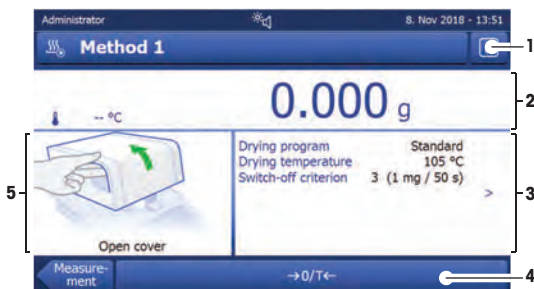 Administrator 8. Nov 2018 - 13:51
Method 1
1
-- °C
0.000 g
2
Drying program Standard
Drying temperature 105 °C
Switch-off criterion 3 (1 mg / 50 s)
>
3
5
Open cover
Measure-
ment
→0/T←
4